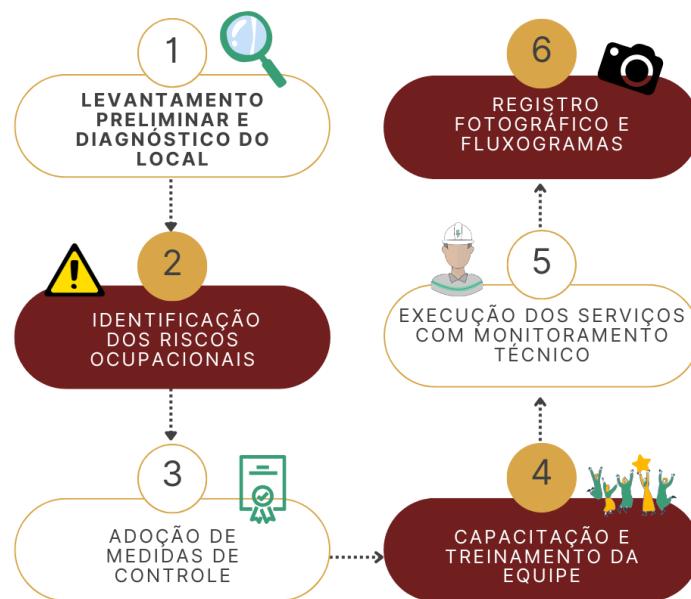 1
LEVANTAMENTO
PRELIMINAR E
DIAGNÓSTICO DO
LOCAL
2
IDENTIFICAÇÃO
DOS RISCOS
OCUPACIONAIS
3
ADOÇÃO DE
MEDIDAS DE
CONTROLE
4
CAPACITAÇÃO E
TREINAMENTO DA
EQUIPE
5
EXECUÇÃO DOS SERVIÇOS
COM MONITORAMENTO
TÉCNICO
6
REGISTRO
FOTOGRÁFICO E
FLUXOGRAMAS